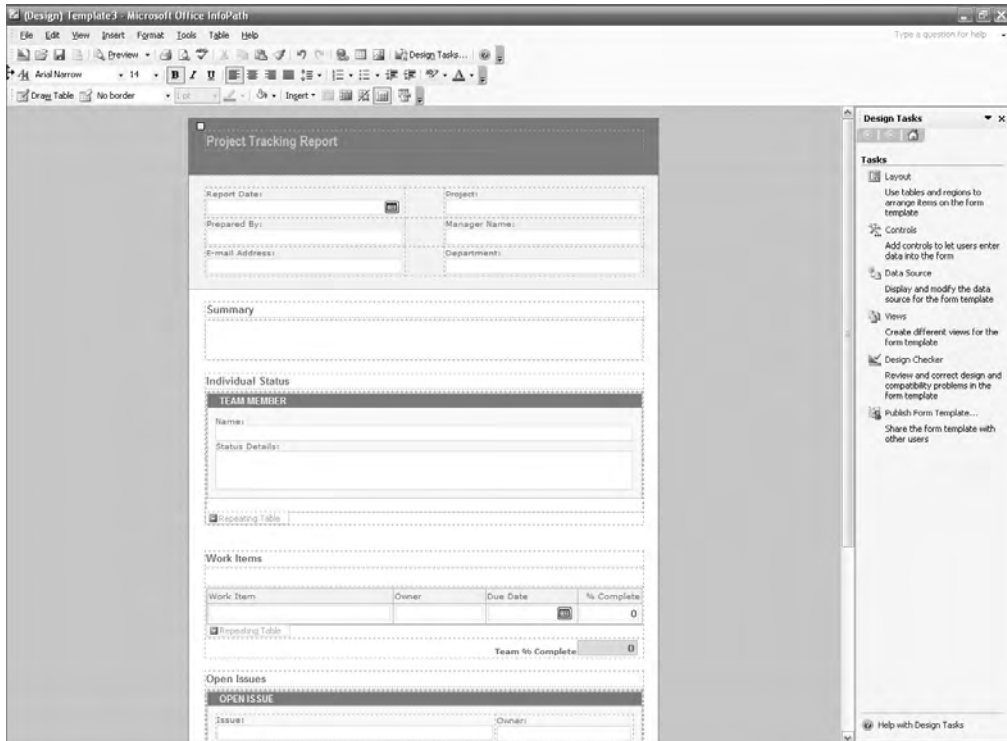 (Design) Template3 - Microsoft Office InfoPath
File Edit View Insert Format Tools Table Help
Type a question for help
Preview
Design Tasks...
Arial Narrow 14 B I U A
Draw Table No border 1 pt Insert
Design Tasks
Project Tracking Report
Tasks
Layout
Use tables and regions to
arrange items on the form
template
Controls
Add controls to let users enter
data into the form
Data Source
Display and modify the data
source for the form template
Views
Create different views for the
form template
Design Checker
Review and correct design and
compatibility problems in the
form template
Publish Form Template...
Share the form template with
other users
Report Date: Project:
Prepared By: Manager Name:
E-mail Address: Department:
Summary
Individual Status
TEAM MEMBER
Name:
Status Details:
Repeating Table
Work Items
Work Item Owner Due Date % Complete
0
Repeating Table
Team % Complete 0
Open Issues
OPEN ISSUE
Issue: Owner:
Help with Design Tasks